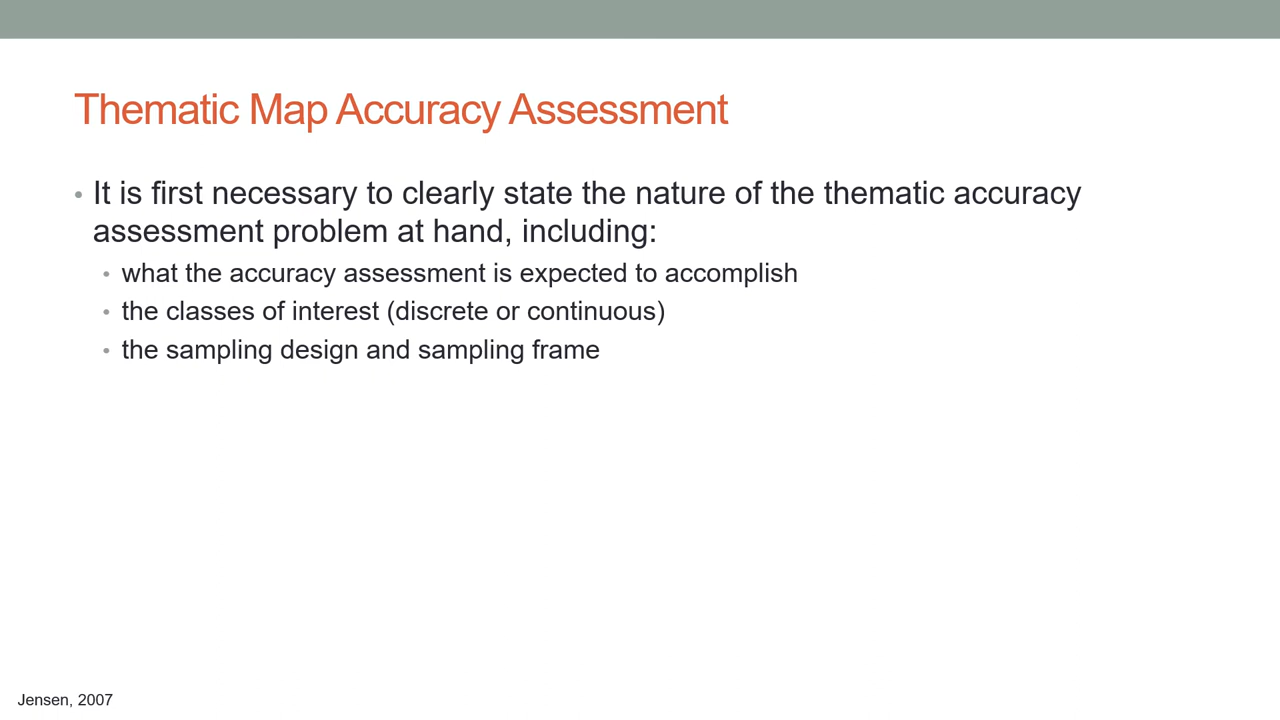 Thematic Map Accuracy Assessment
• It is first necessary to clearly state the nature of the thematic accuracy
assessment problem at hand, including:
• what the accuracy assessment is expected to accomplish
• the classes of interest (discrete or continuous)
• the sampling design and sampling frame
Jensen, 2007